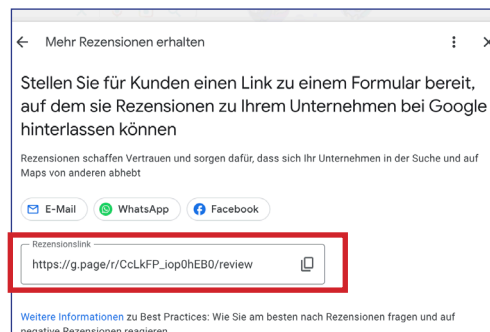 Mehr Rezensionen erhalten
Stellen Sie für Kunden einen Link zu einem Formular bereit,
auf dem sie Rezensionen zu Ihrem Unternehmen bei Google
hinterlassen können
Rezensionen schaffen Vertrauen und sorgen dafür, dass sich Ihr Unternehmen in der Suche und auf
Maps von anderen abhebt
E-Mail WhatsApp Facebook
Rezensionslink
https://g.page/r/CcLkFP_iop0hEB0/review
Weitere Informationen zu Best Practices: Wie Sie am besten nach Rezensionen fragen und auf
negative Rezensionen reagieren